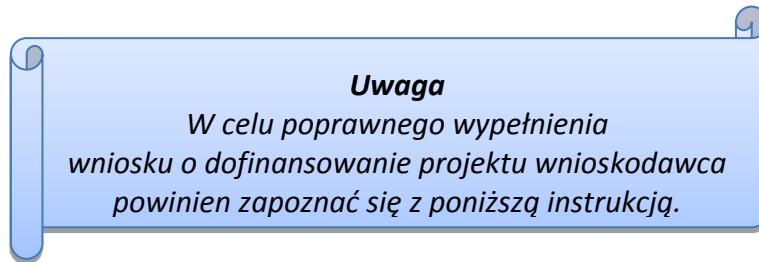 Uwaga
W celu poprawnego wypełnienia
wniosku o dofinansowanie projektu wnioskodawca
powinien zapoznać się z poniższą instrukcją.